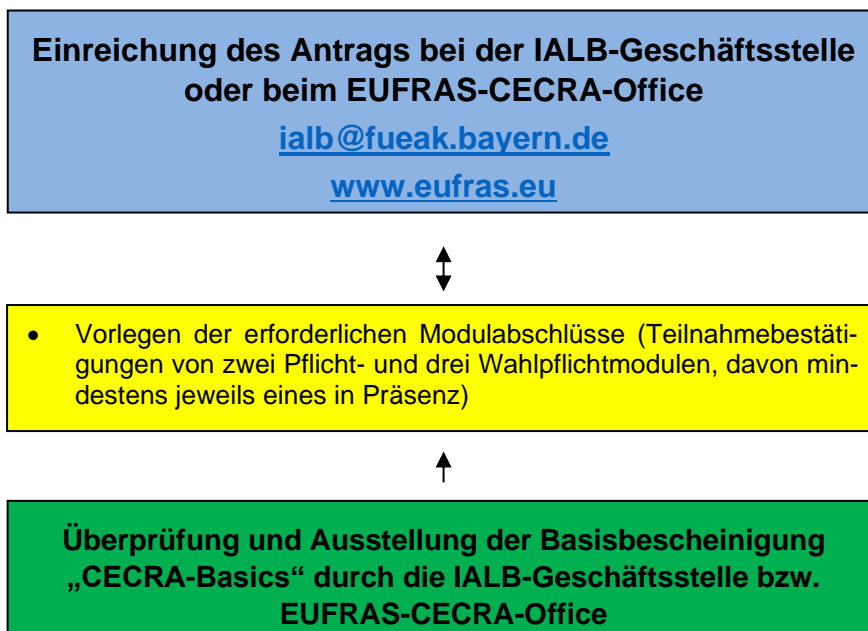 Einreichung des Antrags bei der IALB-Geschäftsstelle
oder beim EUFRAS-CECRA-Office
ialb@fueak.bayern.de
www.eufras.eu
• Vorlegen der erforderlichen Modulabschlüsse (Teilnahmebestäti-
gungen von zwei Pflicht- und drei Wahlpflichtmodulen, davon min-
destens jeweils eines in Präsenz)
Überprüfung und Ausstellung der Basisbescheinigung
„CECRA-Basics“ durch die IALB-Geschäftsstelle bzw.
EUFRAS-CECRA-Office